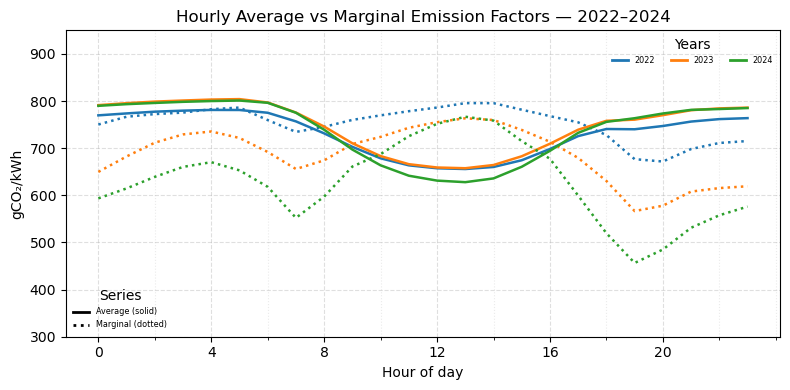 Hourly Average vs Marginal Emission Factors — 2022–2024
Years
2022 2023 2024
gCO₂/kWh
900
800
700
600
500
400
300
Series
Average (solid)
Marginal (dotted)
0 4 8 12 16 20
Hour of day